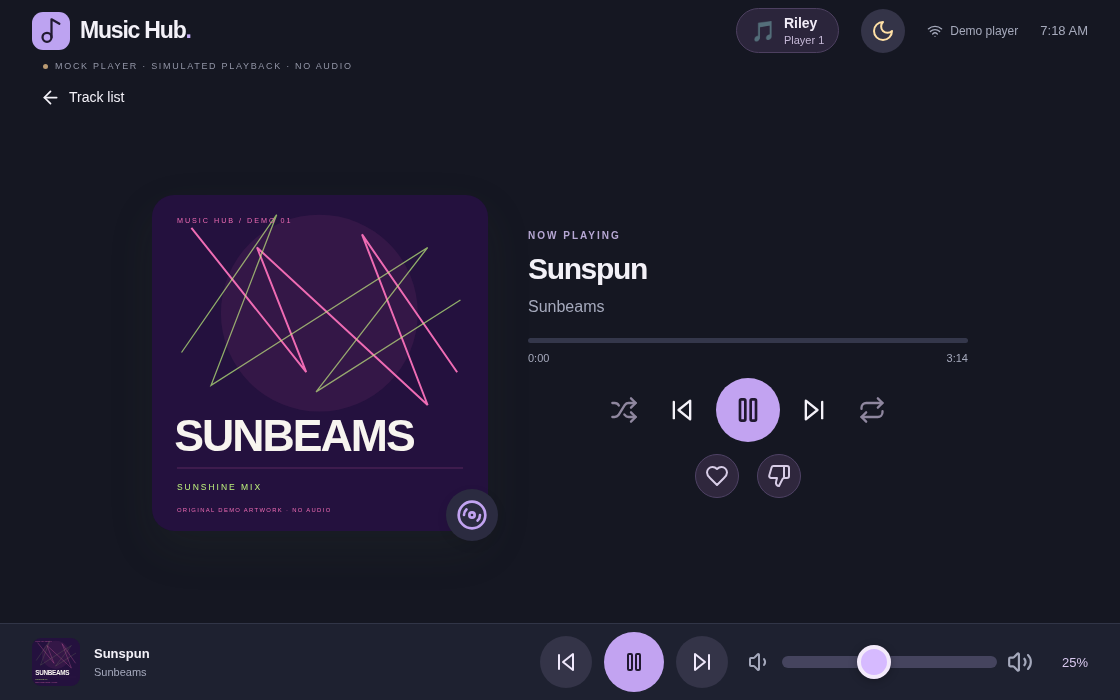 Music Hub.
Riley
Player 1
Demo player
7:18 AM
MOCK PLAYER · SIMULATED PLAYBACK · NO AUDIO
Track list
MUSIC HUB / DEMO 01
SUNBEAMS
SUNSHINE MIX
ORIGINAL DEMO ARTWORK · NO AUDIO
NOW PLAYING
Sunspun
Sunbeams
0:00
3:14
SUNBEAMS
Sunspun
Sunbeams
25%